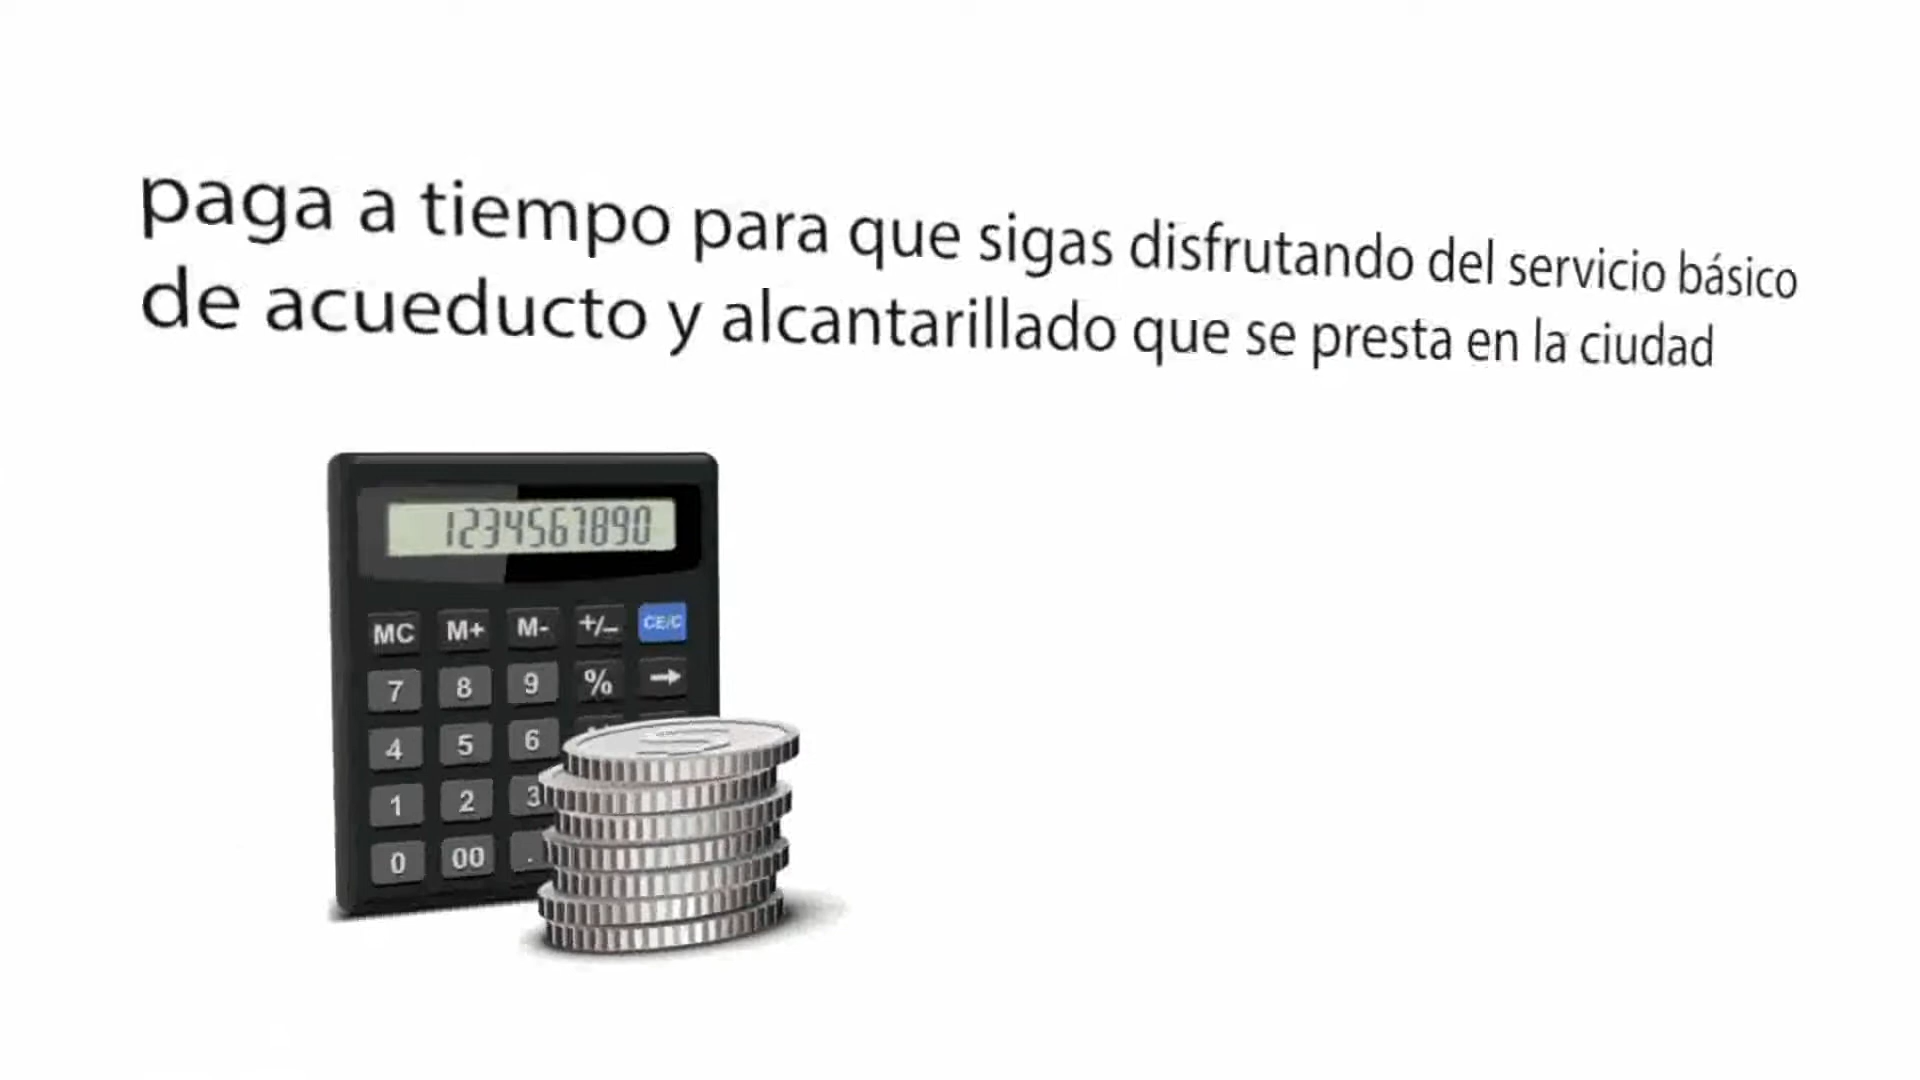 paga a tiempo para que sigas disfrutando del servicio básico
de acueducto y alcantarillado que se presta en la ciudad
1234567890
MC M+ M- +/- CE/C
7 8 9 % →
4 5 6
1 2 3
0 00 .